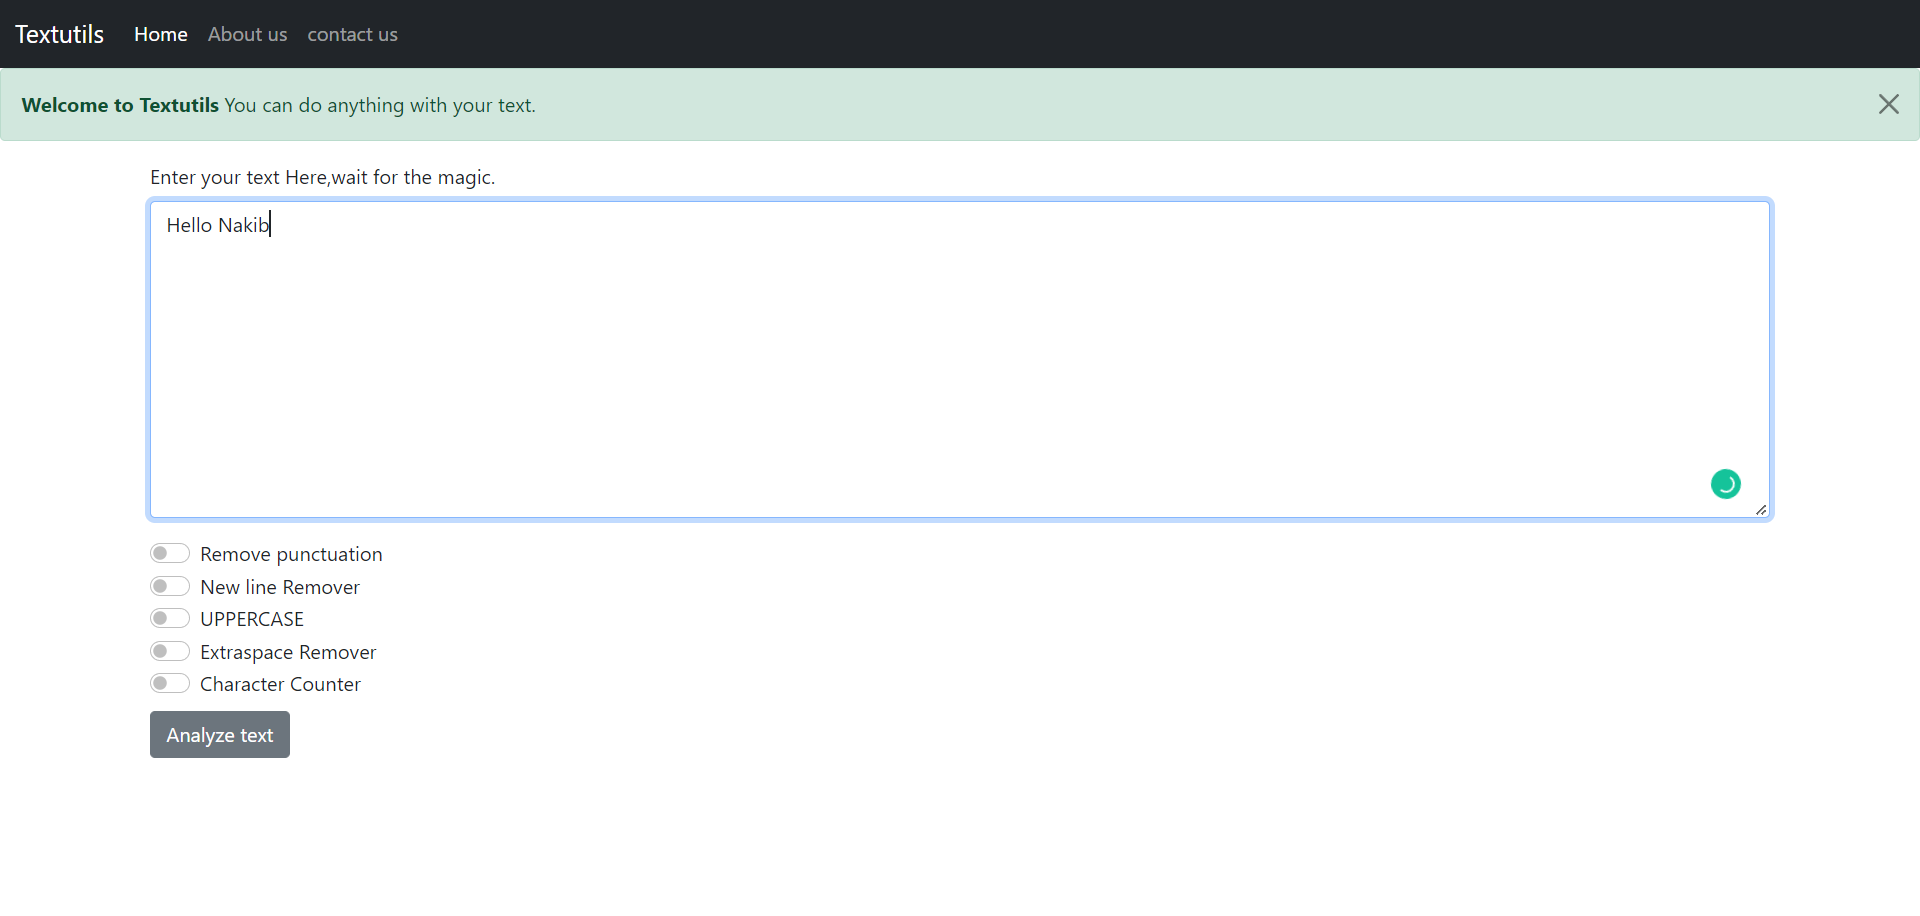 Textutils Home About us contact us
Welcome to Textutils You can do anything with your text.
Enter your text Here,wait for the magic.
Hello Nakib
Remove punctuation
New line Remover
UPPERCASE
Extraspace Remover
Character Counter
Analyze text